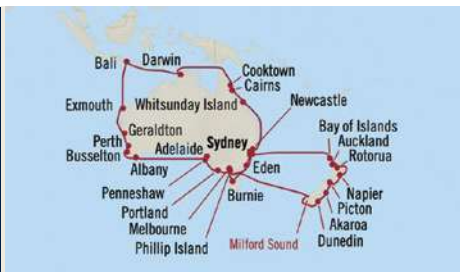 Bali
Darwin
Cooktown
Cairns
Exmouth
Whitsunday Island
Newcastle
Geraldton
Bay of Islands
Perth
Adelaide
Sydney
Auckland
Busselton
Rotorua
Albany
Eden
Penneshaw
Burnie
Napier
Portland
Picton
Melbourne
Akaroa
Phillip Island
Milford Sound
Dunedin